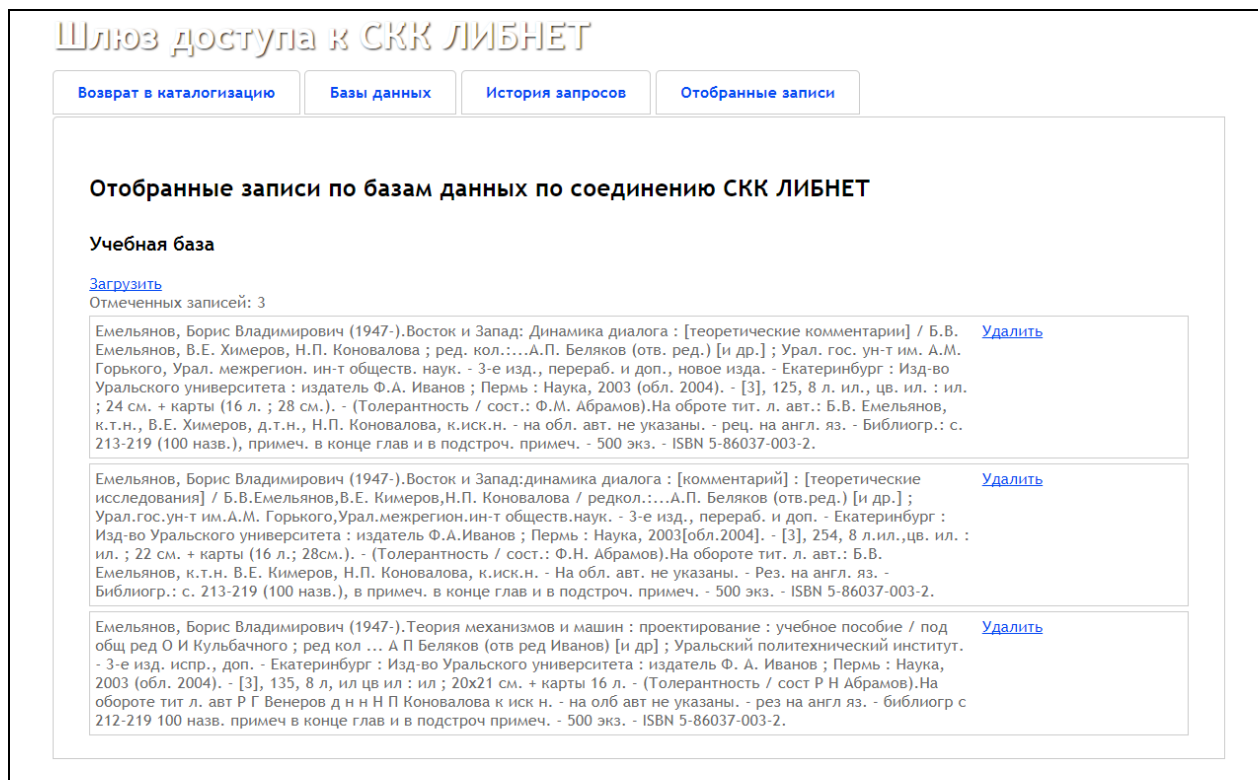 Шлюз доступа к СКК ЛИБНЕТ
Возврат в каталогизацию Базы данных История запросов Отобранные записи
Отобранные записи по базам данных по соединению СКК ЛИБНЕТ
Учебная база
Загрузить
Отмеченных записей: 3
Емельянов, Борис Владимирович (1947-).Восток и Запад: Динамика диалога : [теоретические комментарии] / Б.В. Удалить
Емельянов, В.Е. Химеров, Н.П. Коновалова ; ред. кол.:...А.П. Беляков (отв. ред.) [и др.] ; Урал. гос. ун-т им. А.М.
Горького, Урал. межрегион. ин-т обществ. наук. - 3-е изд., перераб. и доп., новое изда. - Екатеринбург : Изд-во
Уральского университета : издатель Ф.А. Иванов ; Пермь : Наука, 2003 (обл. 2004). - [3], 125, 8 л. ил., цв. ил. : ил.
; 24 см. + карты (16 л. ; 28 см.). - (Толерантность / сост.: Ф.М. Абрамов).На обороте тит. л. авт.: Б.В. Емельянов,
к.т.н., В.Е. Химеров, д.т.н., Н.П. Коновалова, к.иск.н. - на обл. авт. не указаны. - рец. на англ. яз. - Библиогр.: с.
213-219 (100 назв.), примеч. в конце глав и в подстроч. примеч. - 500 экз. - ISBN 5-86037-003-2.
Емельянов, Борис Владимирович (1947-).Восток и Запад:динамика диалога : [комментарий] : [теоретические Удалить
исследования] / Б.В.Емельянов,В.Е. Кимеров,Н.П. Коновалова / редкол.:...А.П. Беляков (отв.ред.) [и др.] ;
Урал.гос.ун-т им.А.М. Горького,Урал.межрегион.ин-т обществ.наук. - 3-е изд., перераб. и доп. - Екатеринбург :
Изд-во Уральского университета : издатель Ф.А.Иванов ; Пермь : Наука, 2003[обл.2004]. - [3], 254, 8 л.ил.,цв. ил. :
ил. ; 22 см. + карты (16 л.; 28см.). - (Толерантность / сост.: Ф.Н. Абрамов).На обороте тит. л. авт.: Б.В.
Емельянов, к.т.н. В.Е. Кимеров, Н.П. Коновалова, к.иск.н. - На обл. авт. не указаны. - Рез. на англ. яз. -
Библиогр.: с. 213-219 (100 назв.), в примеч. в конце глав и в подстроч. примеч. - 500 экз. - ISBN 5-86037-003-2.
Емельянов, Борис Владимирович (1947-).Теория механизмов и машин : проектирование : учебное пособие / под Удалить
общ ред О И Кульбачного ; ред кол ... А П Беляков (отв ред Иванов) [и др] ; Уральский политехнический институт.
- 3-е изд. испр., доп. - Екатеринбург : Изд-во Уральского университета : издатель Ф. А. Иванов ; Пермь : Наука,
2003 (обл. 2004). - [3], 135, 8 л, ил цв ил : ил ; 20х21 см. + карты 16 л. - (Толерантность / сост Р Н Абрамов).На
обороте тит л. авт Р Г Венеров д н н Н П Коновалова к иск н. - на олб авт не указаны. - рез на англ яз. - библиогр с
212-219 100 назв. примеч в конце глав и в подстроч примеч. - 500 экз. - ISBN 5-86037-003-2.